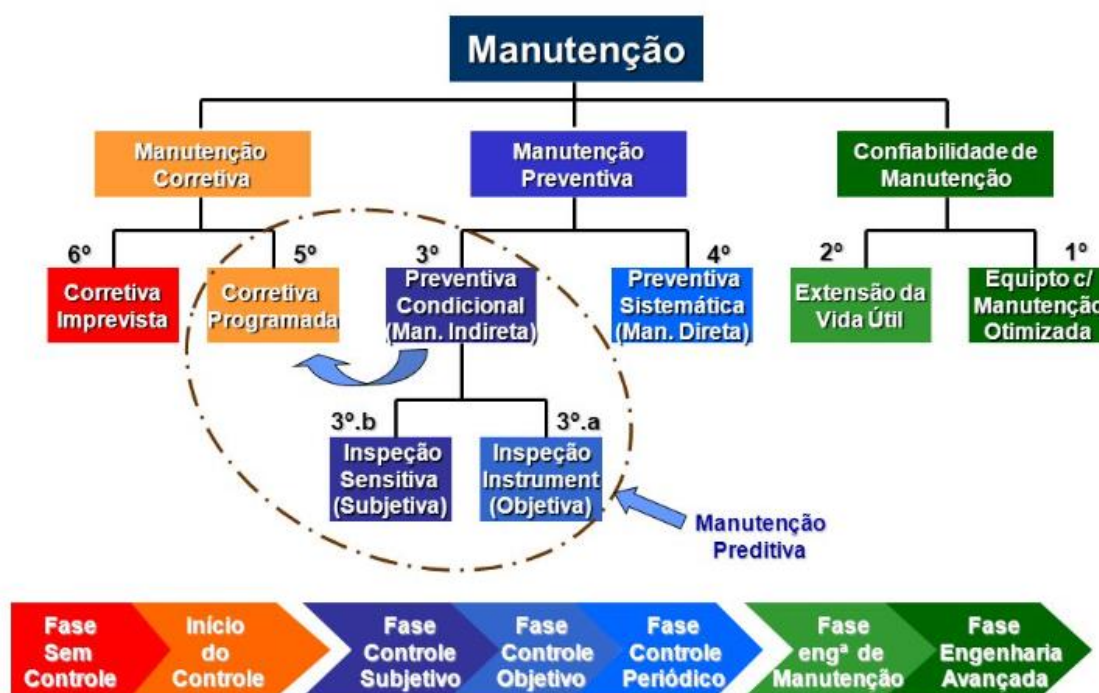 Manutenção
Manutenção
Corretiva
Manutenção
Preventiva
Confiabilidade de
Manutenção
6º
Corretiva
Imprevista
5º
Corretiva
Programada
3º
Preventiva
Condicional
(Man. Indireta)
4º
Preventiva
Sistemática
(Man. Direta)
2º
Extensão da
Vida Útil
1º
Equipto c/
Manutenção
Otimizada
3º.b
Inspeção
Sensitiva
(Subjetiva)
3º.a
Inspeção
Instrument
(Objetiva)
Manutenção
Preditiva
Fase
Sem
Controle
Início
do
Controle
Fase
Controle
Subjetivo
Fase
Controle
Objetivo
Fase
Controle
Periódico
Fase
engª de
Manutenção
Fase
Engenharia
Avançada